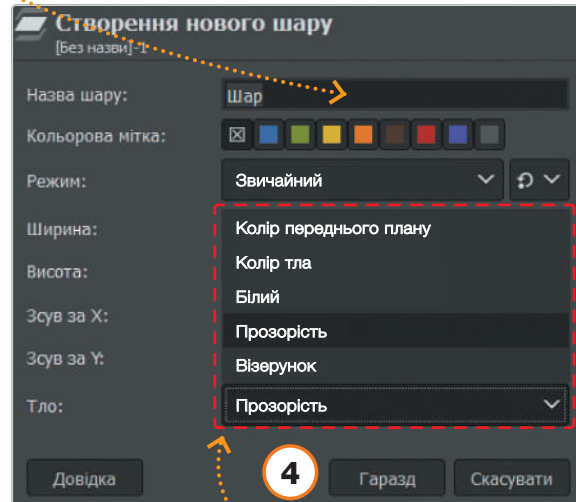 Створення нового шару
[Без назви]-1
Назва шару: Шар
Кольорова мітка:
Режим: Звичайний
Ширина: Колір переднього плану
Висота: Колір тла
Білий
Зсув за X: Прозорість
Зсув за Y: Візерунок
Тло: Прозорість
Довідка 4 Гаразд Скасувати